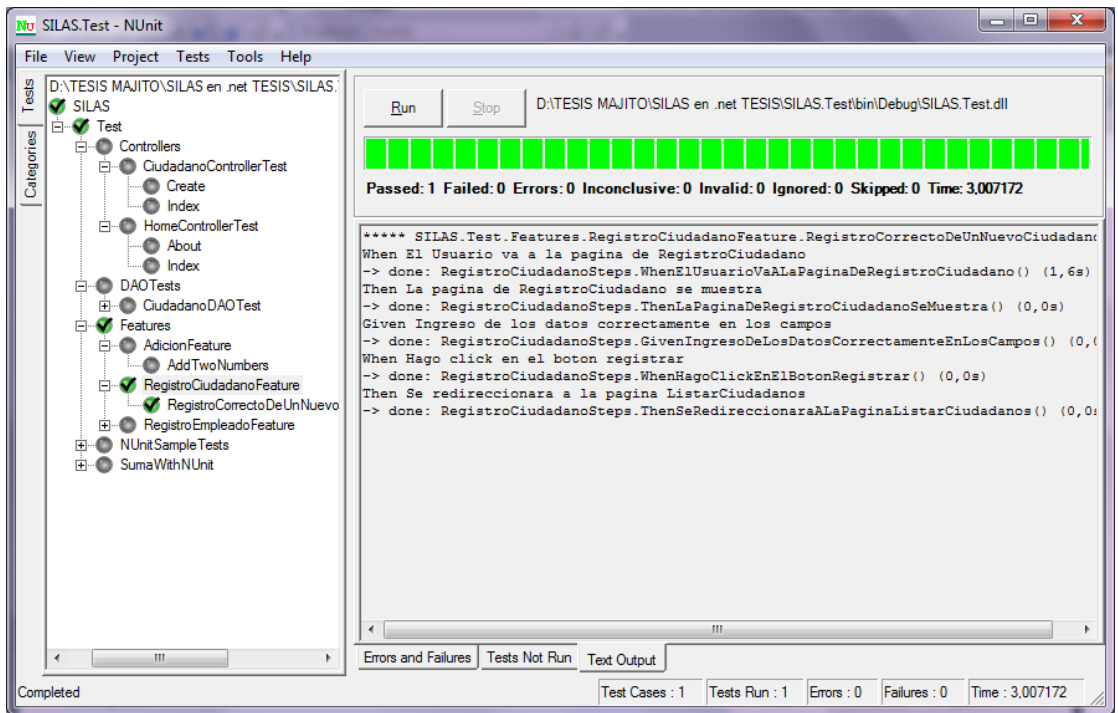 NU SILAS.Test - NUnit
File View Project Tests Tools Help
Tests
Categories
D:\TESIS MAJITO\SILAS en .net TESIS\SILAS.
SILAS
Test
Controllers
CiudadanoControllerTest
Create
Index
HomeControllerTest
About
Index
DAOTests
CiudadanoDAOTest
Features
AdicionFeature
AddTwoNumbers
RegistroCiudadanoFeature
RegistroCorrectoDeUnNuevo
RegistroEmpleadoFeature
NUnitSampleTests
SumaWithNUnit
Run Stop D:\TESIS MAJITO\SILAS en .net TESIS\SILAS.Test\bin\Debug\SILAS.Test.dll
Passed: 1 Failed: 0 Errors: 0 Inconclusive: 0 Invalid: 0 Ignored: 0 Skipped: 0 Time: 3,007172
***** SILAS.Test.Features.RegistroCiudadanoFeature.RegistroCorrectoDeUnNuevoCiudadano
When El Usuario va a la pagina de RegistroCiudadano
-> done: RegistroCiudadanoSteps.WhenElUsuarioVaALaPaginaDeRegistroCiudadano() (1,6s)
Then La pagina de RegistroCiudadano se muestra
-> done: RegistroCiudadanoSteps.ThenLaPaginaDeRegistroCiudadanoSeMuestra() (0,0s)
Given Ingreso de los datos correctamente en los campos
-> done: RegistroCiudadanoSteps.GivenIngresoDeLosDatosCorrectamenteEnLosCampos() (0,0
When Hago click en el boton registrar
-> done: RegistroCiudadanoSteps.WhenHagoClickEnElBotonRegistrar() (0,0s)
Then Se redireccionara a la pagina ListarCiudadanos
-> done: RegistroCiudadanoSteps.ThenSeRedireccionaraALaPaginaListarCiudadanos() (0,0s
Errors and Failures Tests Not Run Text Output
Completed Test Cases : 1 Tests Run : 1 Errors : 0 Failures : 0 Time : 3,007172